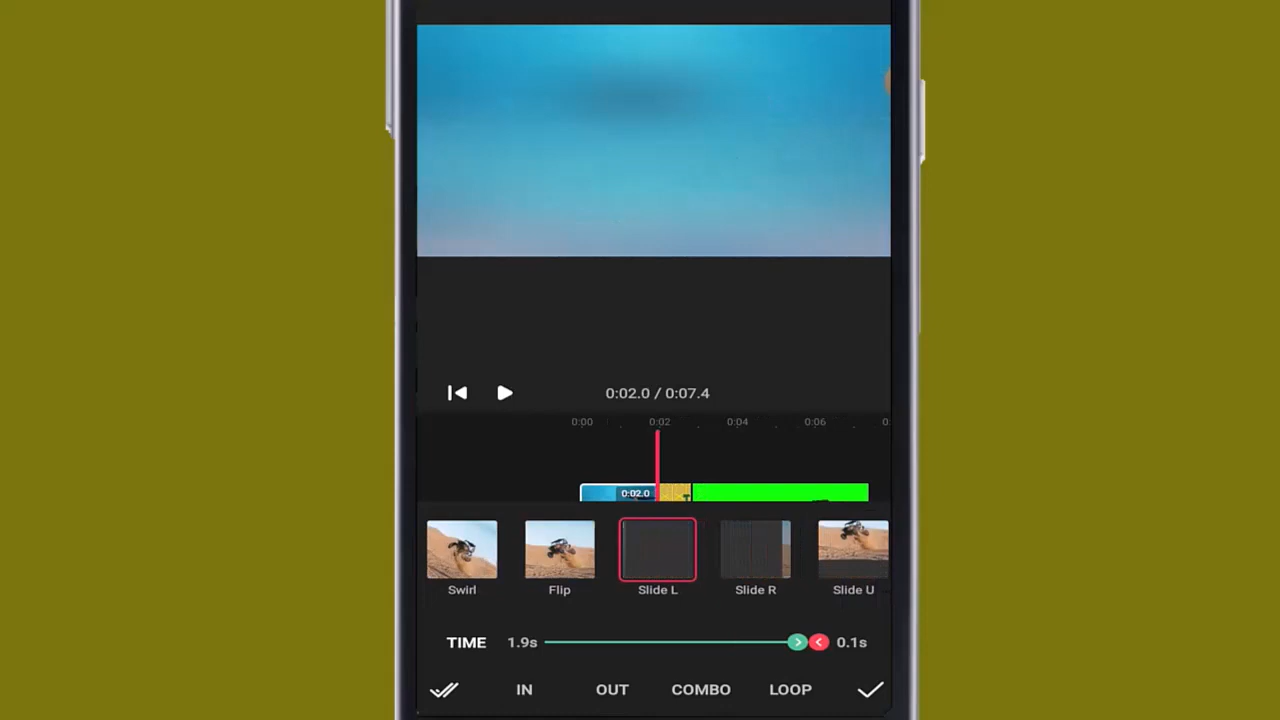 0:02.0 / 0:07.4
0:00 0:02 0:04 0:06 0:
0:02.0
Swirl Flip Slide L Slide R Slide U
TIME 1.9s 0.1s
IN OUT COMBO LOOP